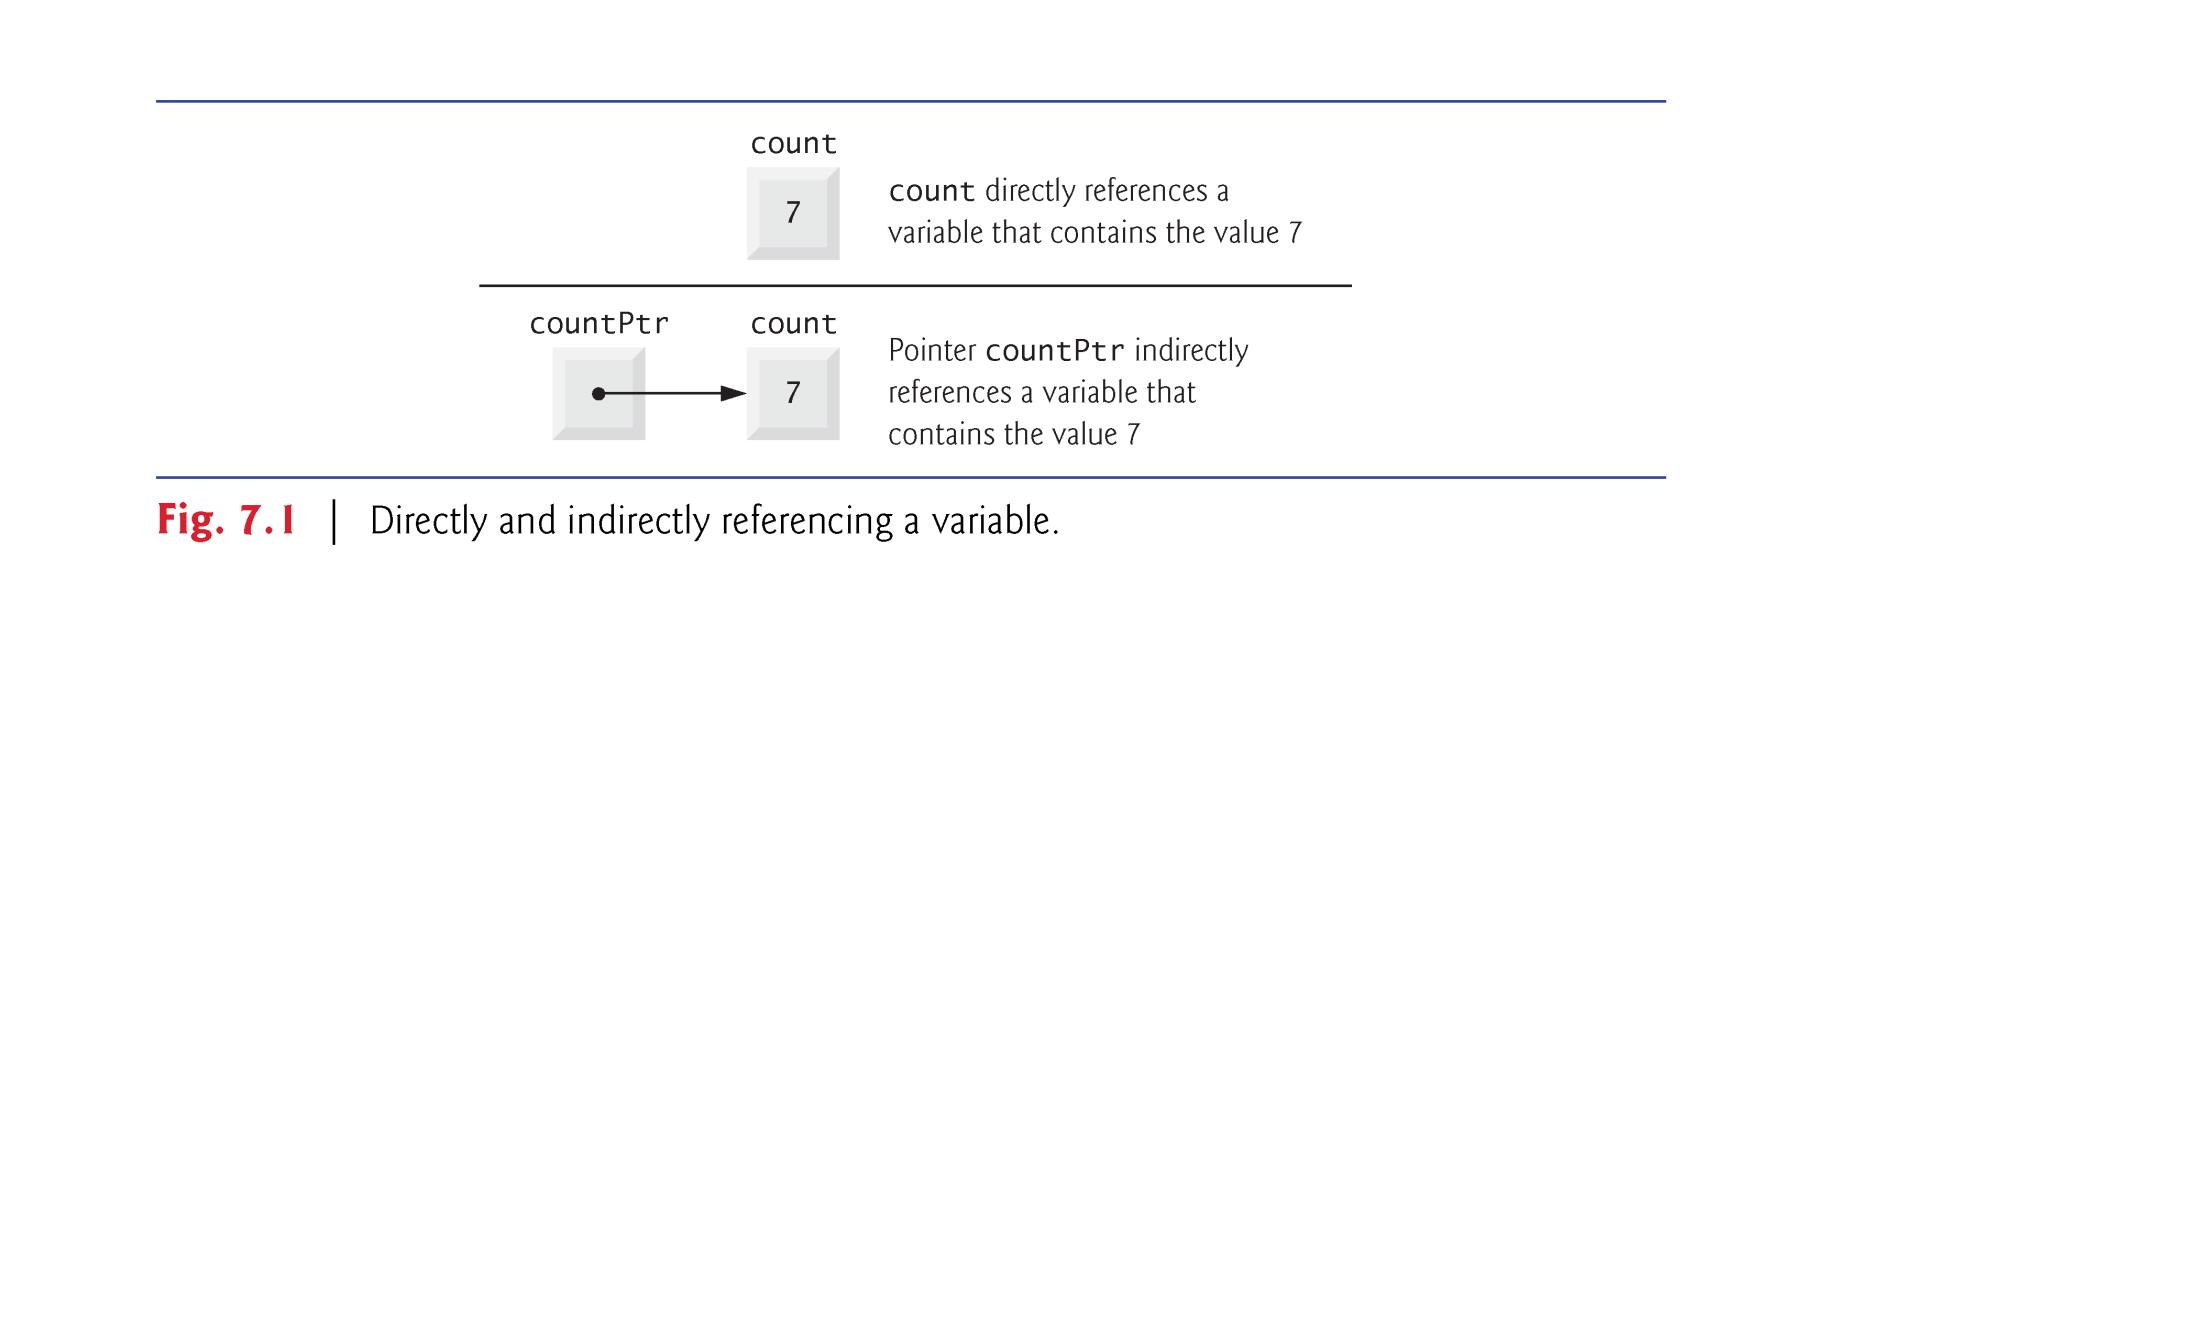 count
7
count directly references a
variable that contains the value 7
countPtr
count
7
Pointer countPtr indirectly
references a variable that
contains the value 7
Fig. 7.1 | Directly and indirectly referencing a variable.